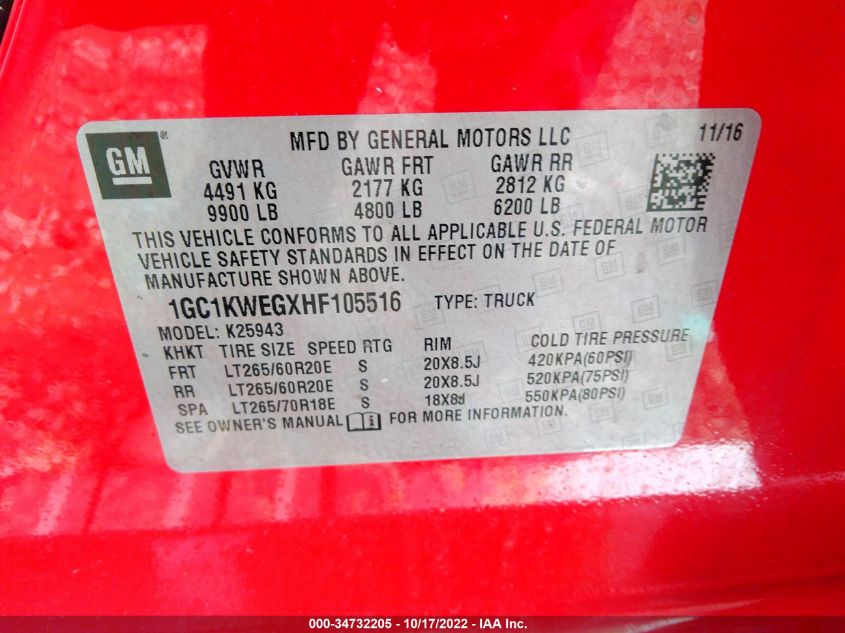 GM ®
MFD BY GENERAL MOTORS LLC 11/16
GVWR GAWR FRT GAWR RR
4491 KG 2177 KG 2812 KG
9900 LB 4800 LB 6200 LB
THIS VEHICLE CONFORMS TO ALL APPLICABLE U.S. FEDERAL MOTOR
VEHICLE SAFETY STANDARDS IN EFFECT ON THE DATE OF
MANUFACTURE SHOWN ABOVE.
1GC1KWEGXHF105516 TYPE: TRUCK
MODEL: K25943
KHKT TIRE SIZE SPEED RTG RIM COLD TIRE PRESSURE
FRT LT265/60R20E S 20X8.5J 420KPA(60PSI)
RR LT265/60R20E S 20X8.5J 520KPA(75PSI)
SPA LT265/70R18E S 18X8J 550KPA(80PSI)
SEE OWNER'S MANUAL i FOR MORE INFORMATION.
000-34732205 - 10/17/2022 - IAA Inc.